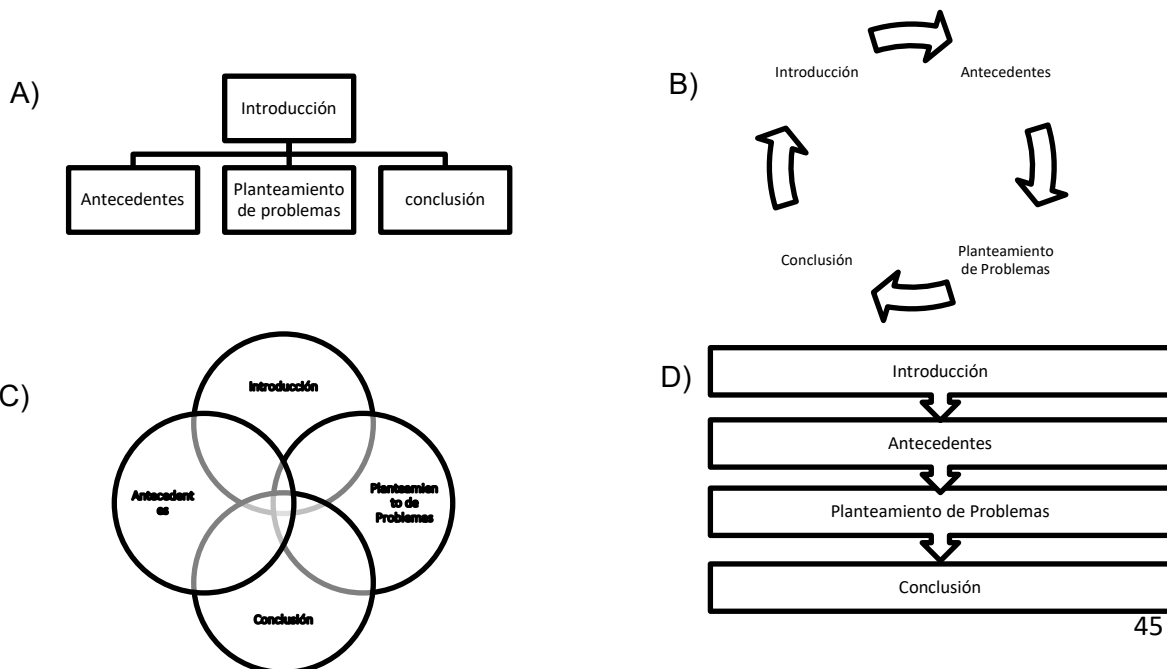 A)
Introducción
Antecedentes
Planteamiento
de problemas
conclusión
B)
Introducción
Antecedentes
Planteamiento
de Problemas
Conclusión
C)
Introducción
Antecedent
es
Planteamien
to de
Problemas
Conclusión
D)
Introducción
Antecedentes
Planteamiento de Problemas
Conclusión
45